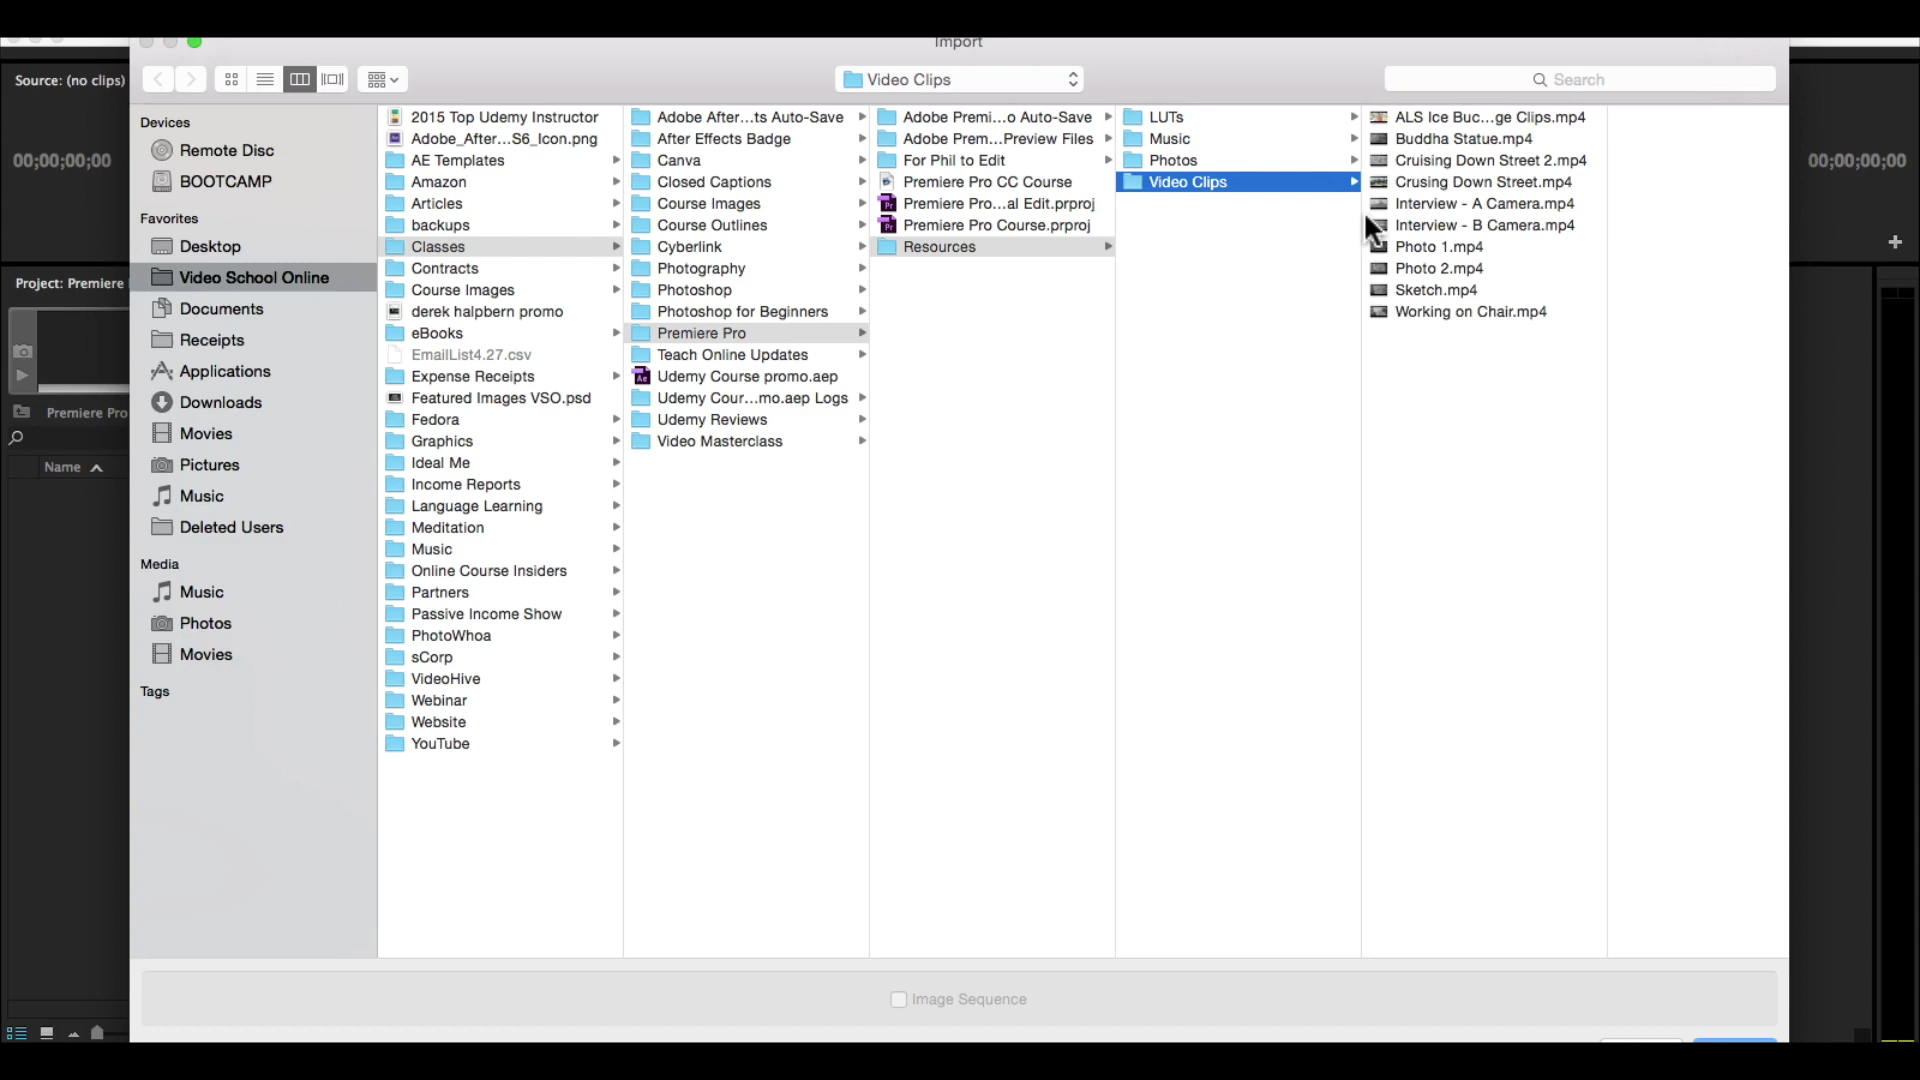 Import
Source: (no clips)
Video Clips
Search
00;00;00;00
00;00;00;00
Project: Premiere
Premiere Pro
Name
Devices
Remote Disc
BOOTCAMP
Favorites
Desktop
Video School Online
Documents
Receipts
Applications
Downloads
Movies
Pictures
Music
Deleted Users
Media
Music
Photos
Movies
Tags
2015 Top Udemy Instructor
Adobe_After...S6_Icon.png
AE Templates
Amazon
Articles
backups
Classes
Contracts
Course Images
derek halpbern promo
eBooks
EmailList4.27.csv
Expense Receipts
Featured Images VSO.psd
Fedora
Graphics
Ideal Me
Income Reports
Language Learning
Meditation
Music
Online Course Insiders
Partners
Passive Income Show
PhotoWhoa
sCorp
VideoHive
Webinar
Website
YouTube
Adobe After...ts Auto-Save
After Effects Badge
Canva
Closed Captions
Course Images
Course Outlines
Cyberlink
Photography
Photoshop
Photoshop for Beginners
Premiere Pro
Teach Online Updates
Udemy Course promo.aep
Udemy Cour...mo.aep Logs
Udemy Reviews
Video Masterclass
Adobe Premi...o Auto-Save
Adobe Prem...Preview Files
For Phil to Edit
Premiere Pro CC Course
Premiere Pro...al Edit.prproj
Premiere Pro Course.prproj
Resources
LUTs
Music
Photos
Video Clips
ALS Ice Buc...ge Clips.mp4
Buddha Statue.mp4
Cruising Down Street 2.mp4
Crusing Down Street.mp4
Interview - A Camera.mp4
Interview - B Camera.mp4
Photo 1.mp4
Photo 2.mp4
Sketch.mp4
Working on Chair.mp4
Image Sequence